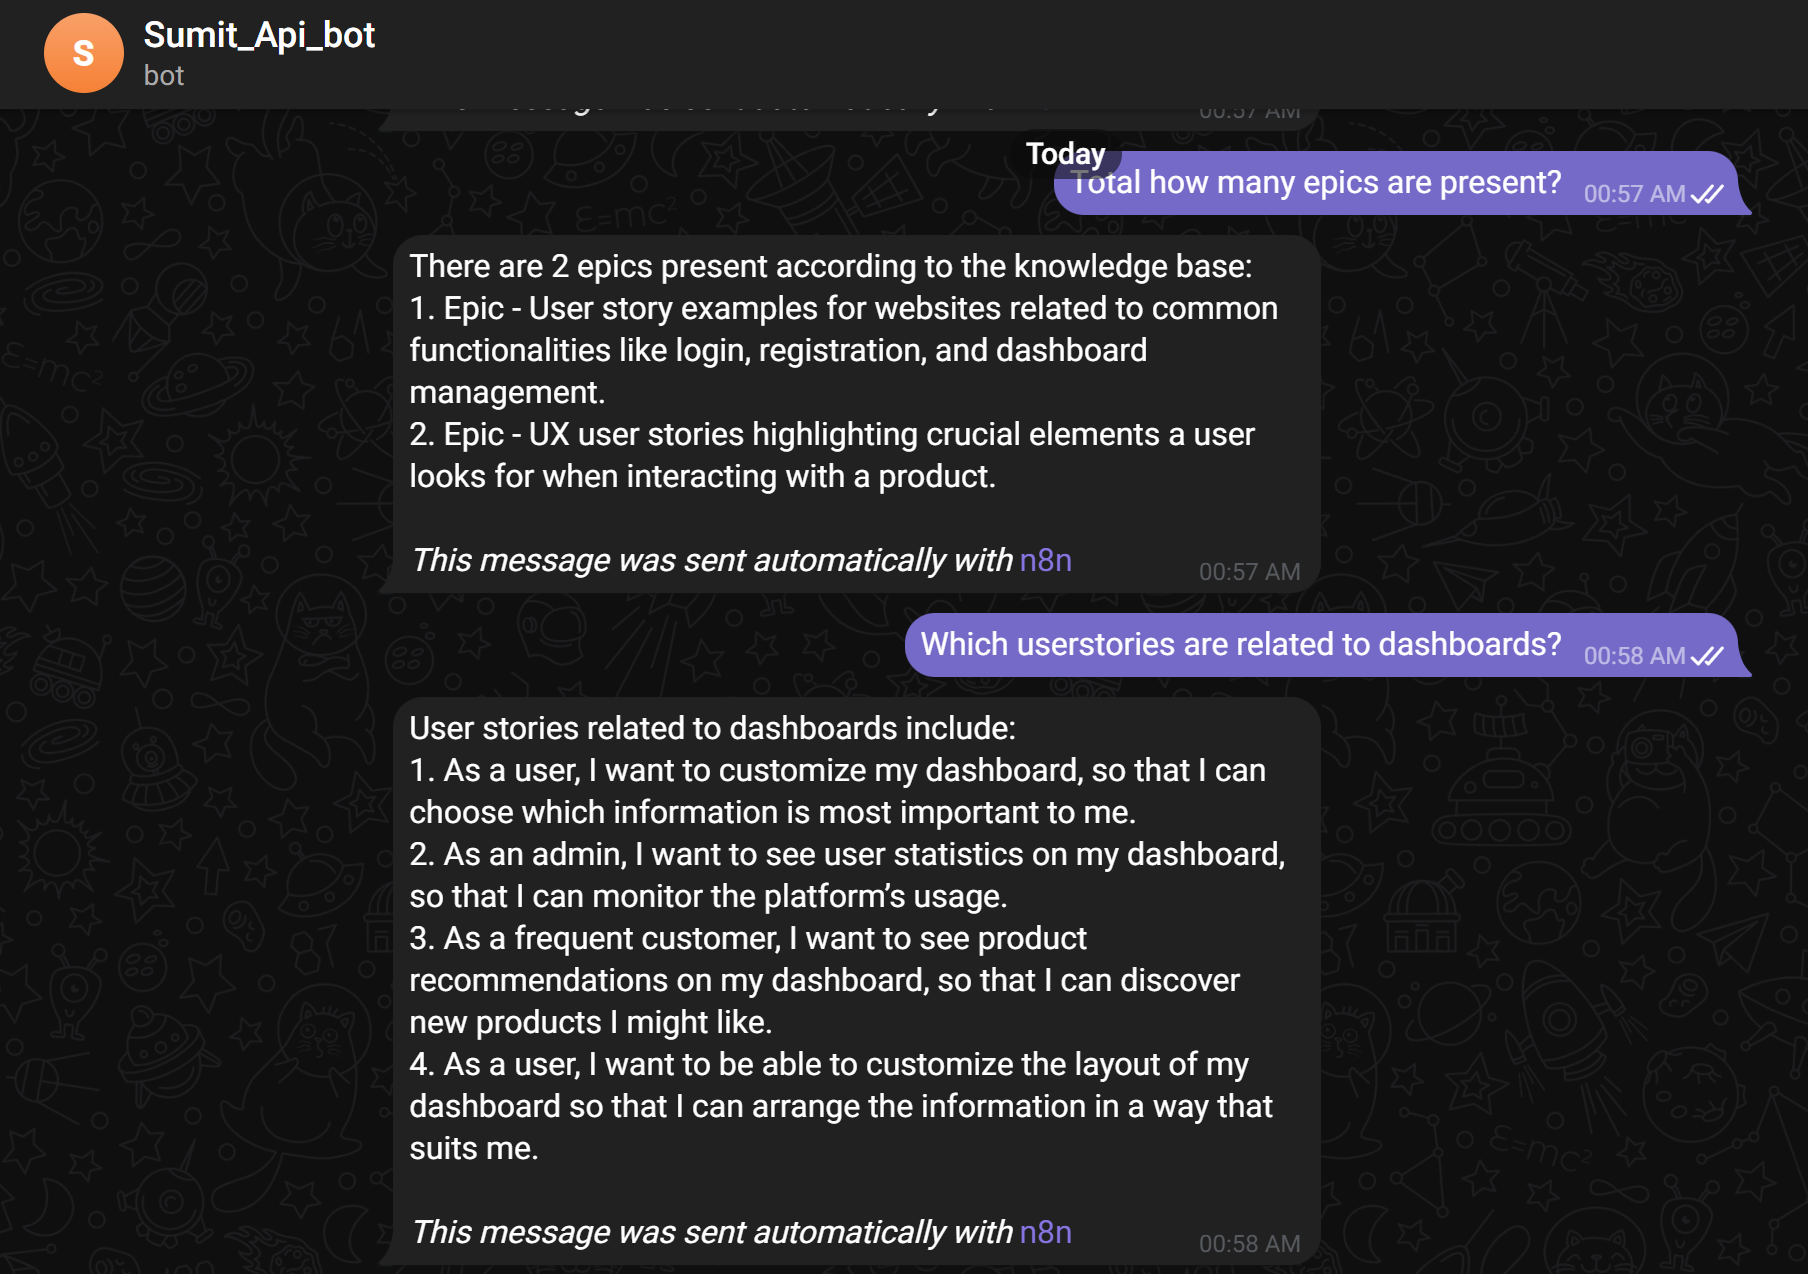 S
Sumit_Api_bot
bot
00:57 AM
Today
Total how many epics are present? 00:57 AM
There are 2 epics present according to the knowledge base:
1. Epic - User story examples for websites related to common
functionalities like login, registration, and dashboard
management.
2. Epic - UX user stories highlighting crucial elements a user
looks for when interacting with a product.
This message was sent automatically with n8n 00:57 AM
Which userstories are related to dashboards? 00:58 AM
User stories related to dashboards include:
1. As a user, I want to customize my dashboard, so that I can
choose which information is most important to me.
2. As an admin, I want to see user statistics on my dashboard,
so that I can monitor the platform’s usage.
3. As a frequent customer, I want to see product
recommendations on my dashboard, so that I can discover
new products I might like.
4. As a user, I want to be able to customize the layout of my
dashboard so that I can arrange the information in a way that
suits me.
This message was sent automatically with n8n 00:58 AM